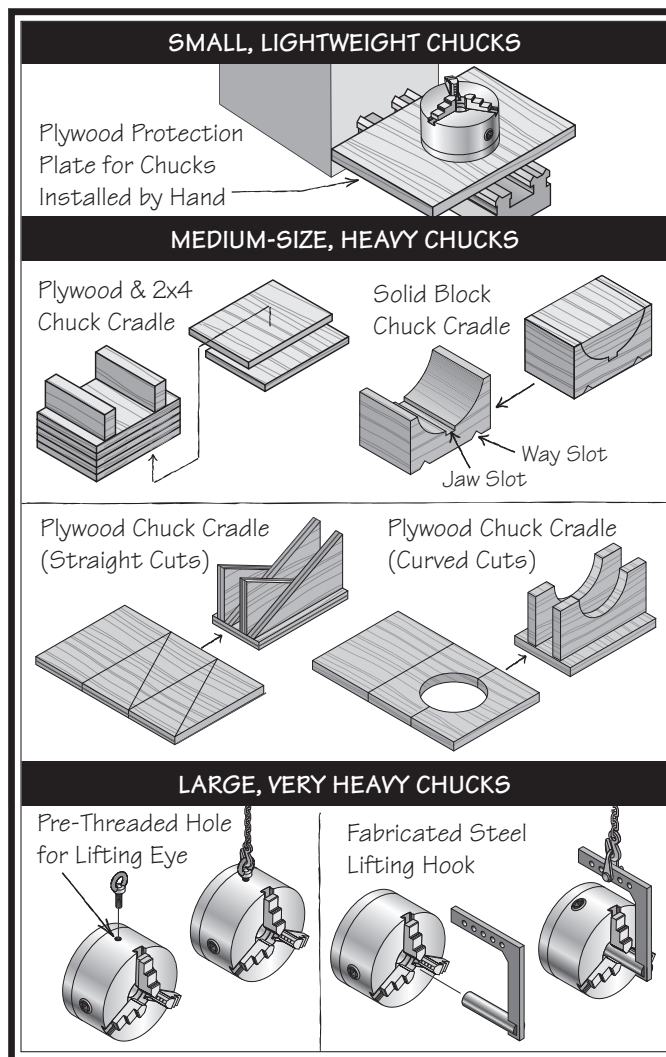 SMALL, LIGHTWEIGHT CHUCKS
Plywood Protection
Plate for Chucks
Installed by Hand
MEDIUM-SIZE, HEAVY CHUCKS
Plywood & 2x4
Chuck Cradle
Solid Block
Chuck Cradle
Way Slot
Jaw Slot
Plywood Chuck Cradle
(Straight Cuts)
Plywood Chuck Cradle
(Curved Cuts)
LARGE, VERY HEAVY CHUCKS
Pre-Threaded Hole
for Lifting Eye
Fabricated Steel
Lifting Hook